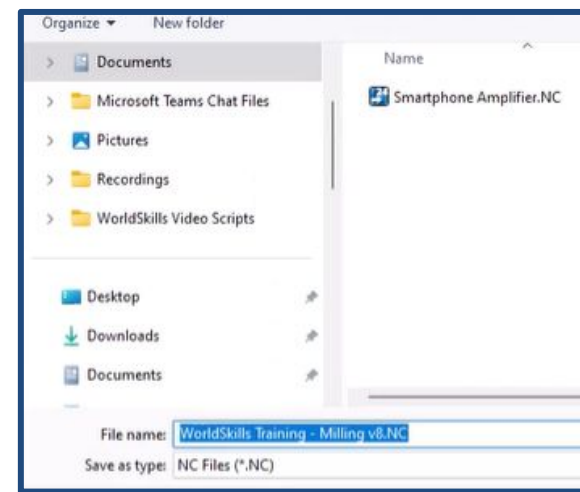 Organize New folder
Documents
Name
Microsoft Teams Chat Files
Smartphone Amplifier.NC
Pictures
Recordings
WorldSkills Video Scripts
Desktop
Downloads
Documents
File name: WorldSkills Training - Milling v8.NC
Save as type: NC Files (*.NC)